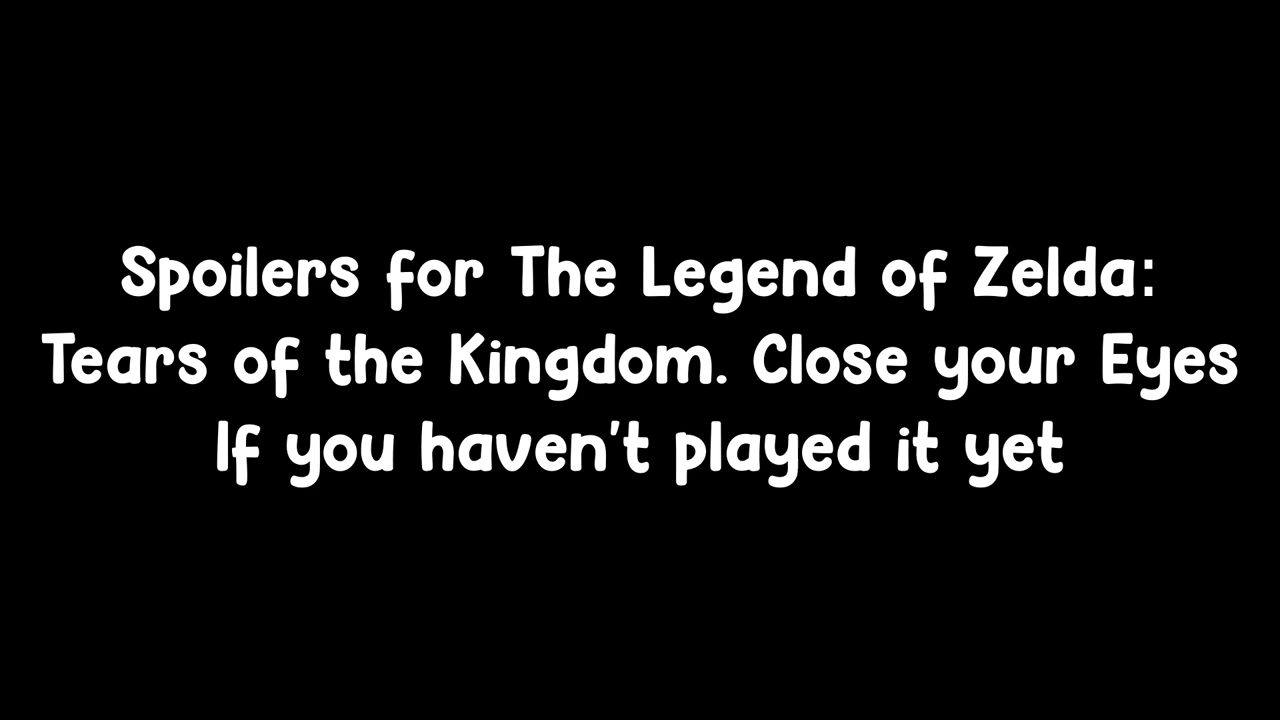 Spoilers for The Legend of Zelda:
Tears of the Kingdom. Close your Eyes
If you haven't played it yet